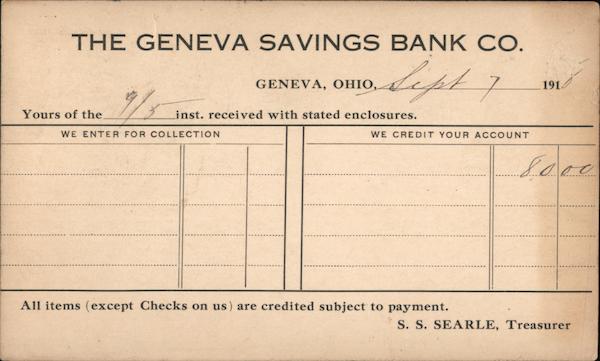 THE GENEVA SAVINGS BANK CO.
GENEVA, OHIO, Sept 7 191
Yours of the 9/5 inst. received with stated enclosures.
WE ENTER FOR COLLECTION WE CREDIT YOUR ACCOUNT
80 00
All items (except Checks on us) are credited subject to payment.
S. S. SEARLE, Treasurer